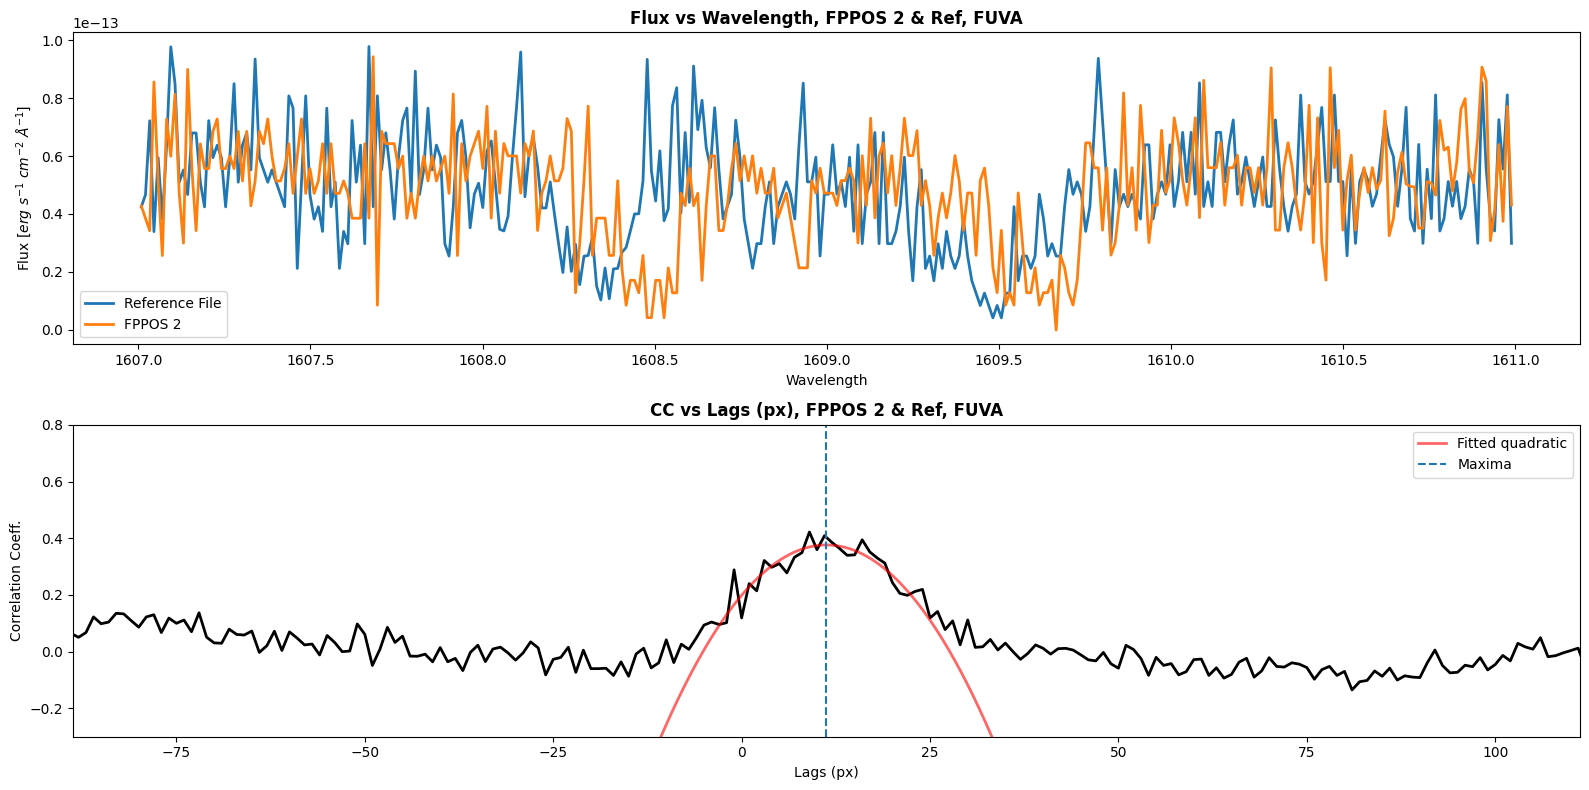 Flux vs Wavelength, FPPOS 2 & Ref, FUVA
1e−13
1.0
0.8
0.6
0.4
0.2
0.0
Flux [erg s⁻¹ cm⁻² Å⁻¹]
Reference File
FPPOS 2
1607.0 1607.5 1608.0 1608.5 1609.0 1609.5 1610.0 1610.5 1611.0
Wavelength
CC vs Lags (px), FPPOS 2 & Ref, FUVA
0.8
0.6
0.4
0.2
0.0
−0.2
Correlation Coeff.
Fitted quadratic
Maxima
−75 −50 −25 0 25 50 75 100
Lags (px)